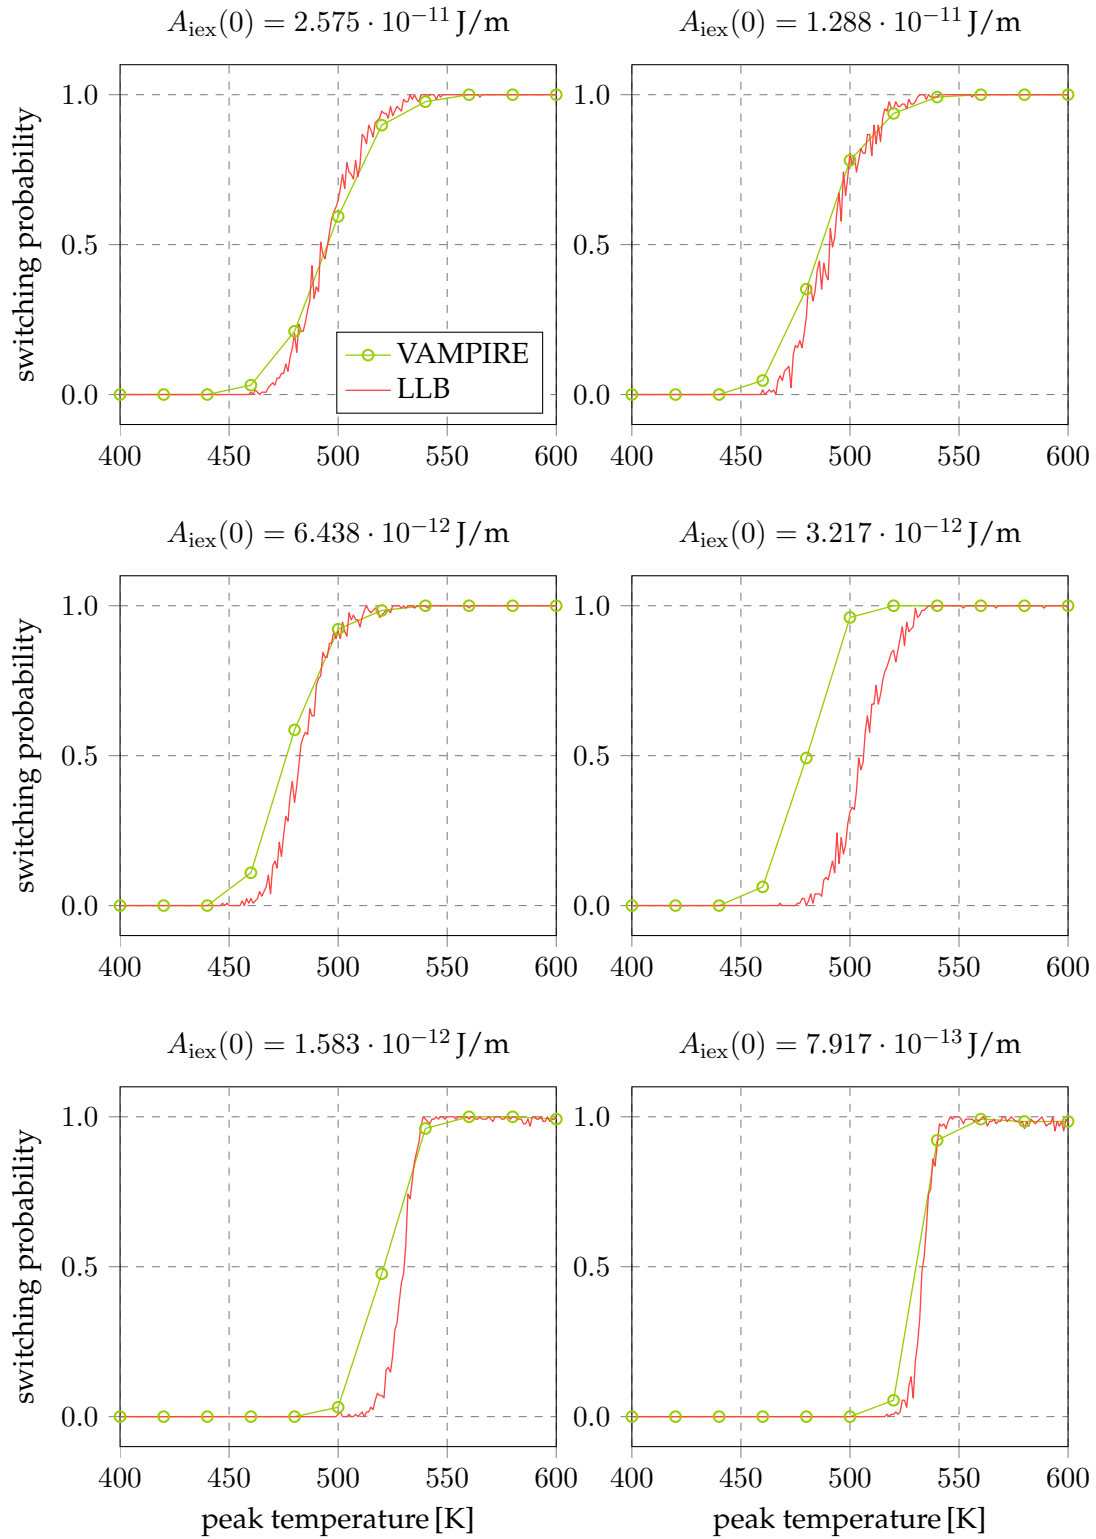 A_iex(0) = 2.575 · 10⁻¹¹ J/m
switching probability
1.0
0.5
0.0
400 450 500 550 600
VAMPIRE
LLB
A_iex(0) = 1.288 · 10⁻¹¹ J/m
1.0
0.5
0.0
400 450 500 550 600
A_iex(0) = 6.438 · 10⁻¹² J/m
switching probability
1.0
0.5
0.0
400 450 500 550 600
A_iex(0) = 3.217 · 10⁻¹² J/m
1.0
0.5
0.0
400 450 500 550 600
A_iex(0) = 1.583 · 10⁻¹² J/m
switching probability
1.0
0.5
0.0
400 450 500 550 600
peak temperature [K]
A_iex(0) = 7.917 · 10⁻¹³ J/m
1.0
0.5
0.0
400 450 500 550 600
peak temperature [K]